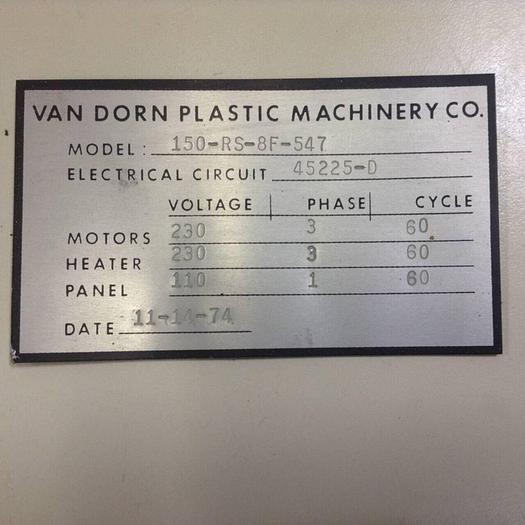 VAN DORN PLASTIC MACHINERY CO.
MODEL: 150-RS-8F-547
ELECTRICAL CIRCUIT 45225-D
VOLTAGE | PHASE | CYCLE
MOTORS 230 3 60
HEATER 230 3 60
PANEL 110 1 60
DATE 11-14-74